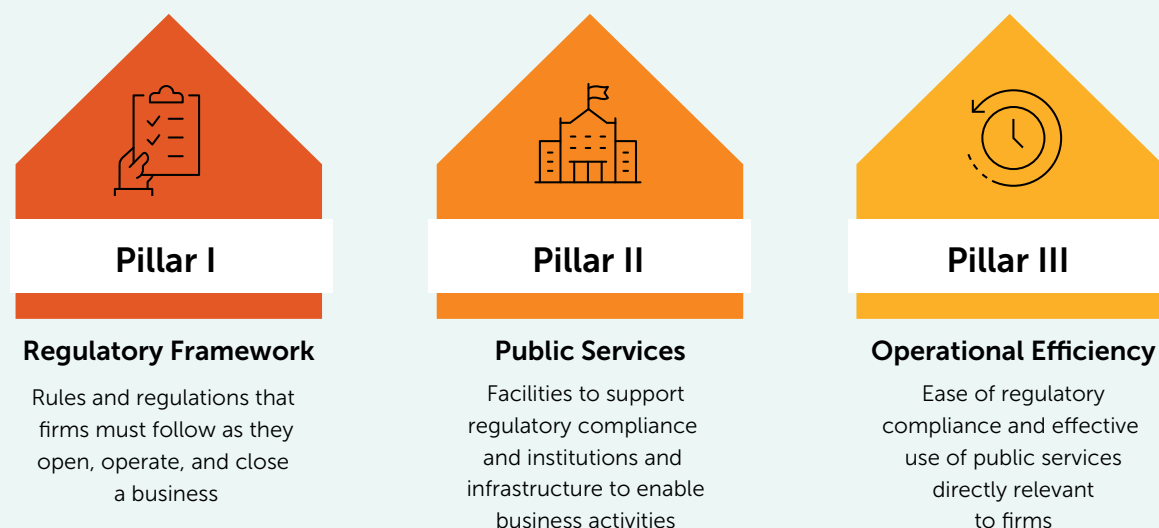 Pillar I
Regulatory Framework
Rules and regulations that
firms must follow as they
open, operate, and close
a business
Pillar II
Public Services
Facilities to support
regulatory compliance
and institutions and
infrastructure to enable
business activities
Pillar III
Operational Efficiency
Ease of regulatory
compliance and effective
use of public services
directly relevant
to firms